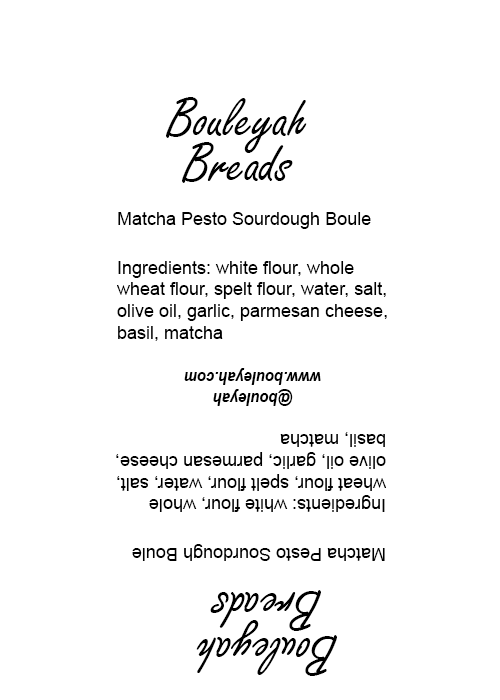 Bouleyah
Breads
Matcha Pesto Sourdough Boule
Ingredients: white flour, whole
wheat flour, spelt flour, water, salt,
olive oil, garlic, parmesan cheese,
basil, matcha
@bouleyah
www.bouleyah.com
Bouleyah
Breads
Matcha Pesto Sourdough Boule
Ingredients: white flour, whole
wheat flour, spelt flour, water, salt,
olive oil, garlic, parmesan cheese,
basil, matcha